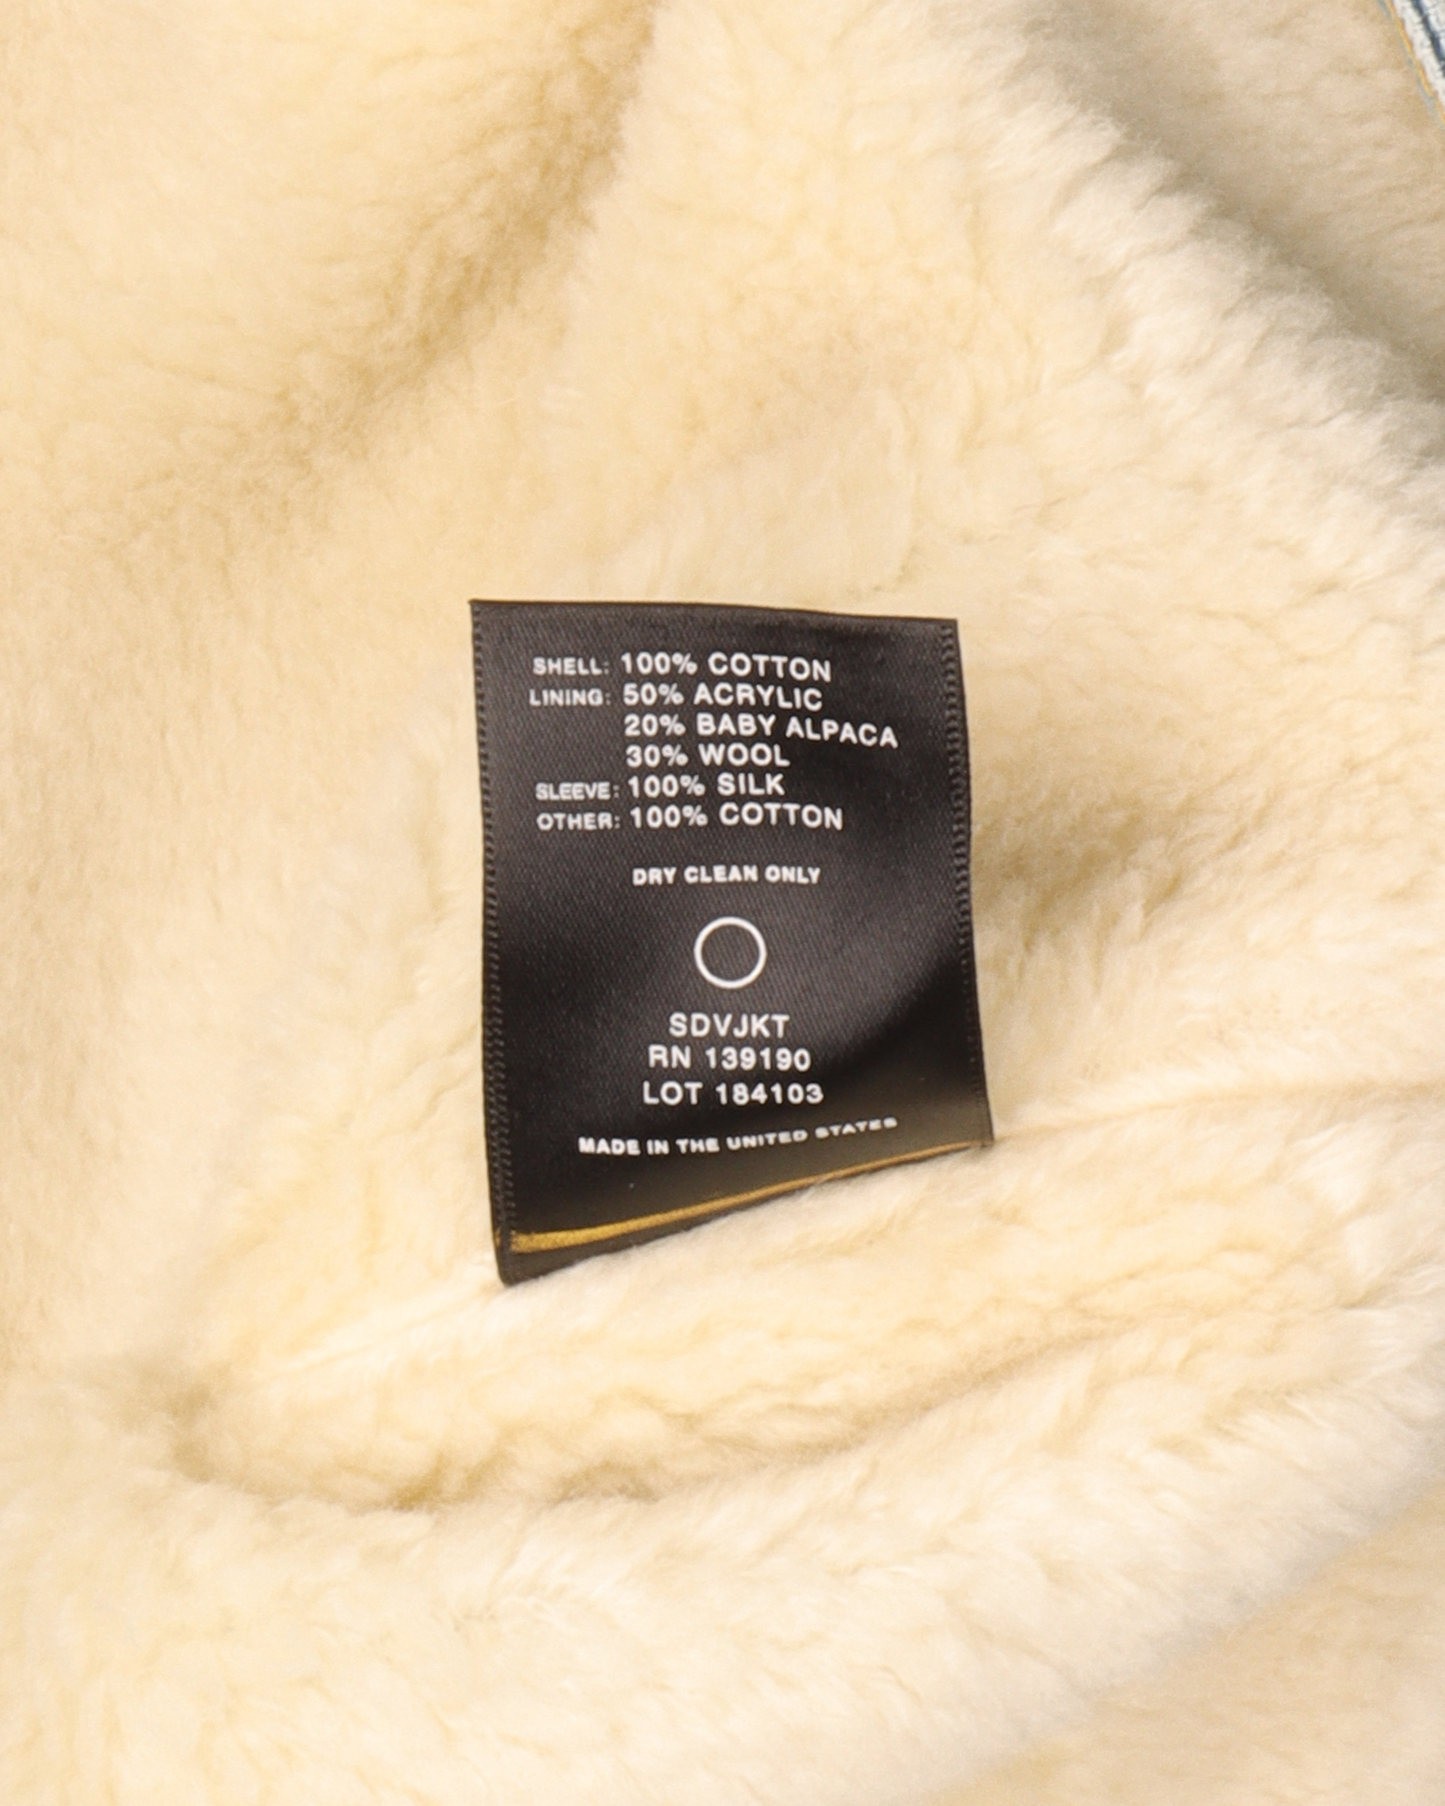 SHELL: 100% COTTON
LINING: 50% ACRYLIC
20% BABY ALPACA
30% WOOL
SLEEVE: 100% SILK
OTHER: 100% COTTON
DRY CLEAN ONLY
SDVJKT
RN 139190
LOT 184103
MADE IN THE UNITED STATES